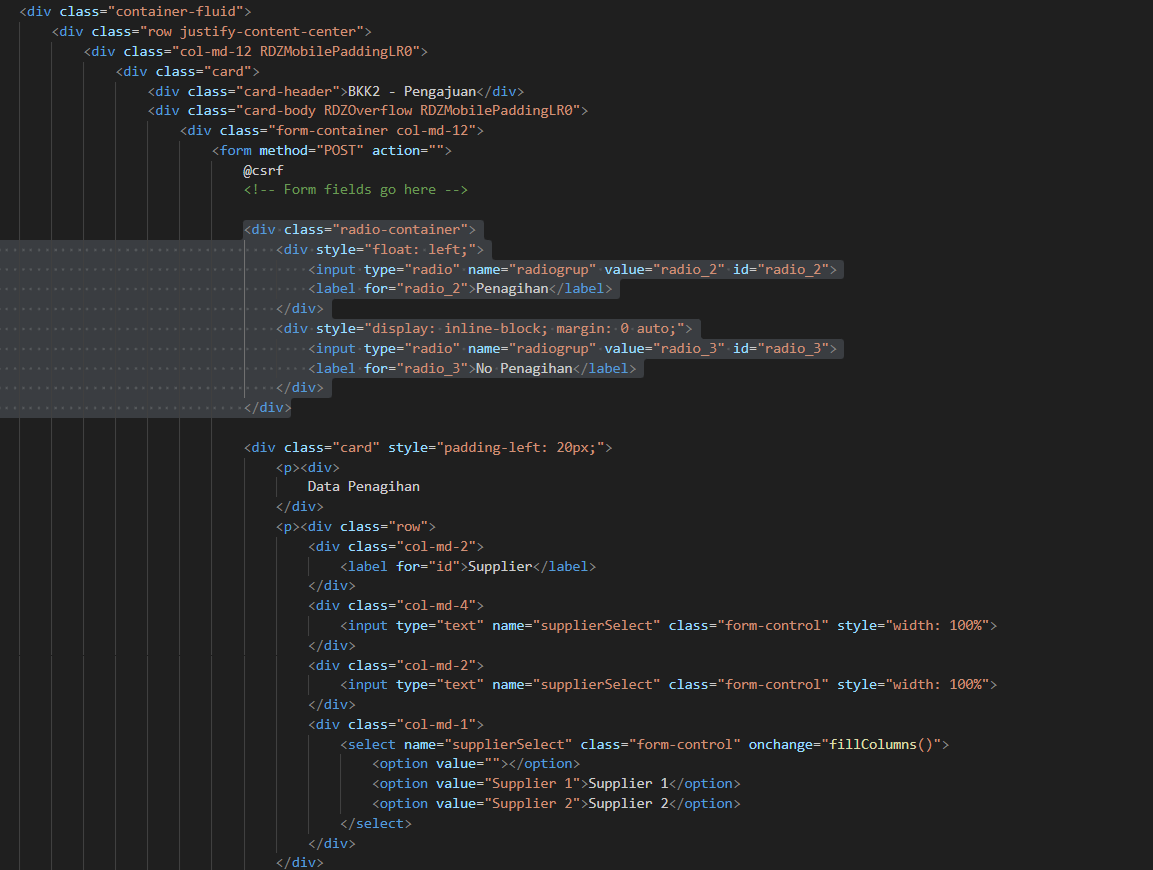 <div class="container-fluid">
<div class="row justify-content-center">
<div class="col-md-12 RDZMobilePaddingLR0">
<div class="card">
<div class="card-header">BKK2 - Pengajuan</div>
<div class="card-body RDZOverflow RDZMobilePaddingLR0">
<div class="form-container col-md-12">
<form method="POST" action="">
@csrf
<!-- Form fields go here -->
<div class="radio-container">
<div style="float: left;">
<input type="radio" name="radiogrup" value="radio_2" id="radio_2">
<label for="radio_2">Penagihan</label>
</div>
<div style="display: inline-block; margin: 0 auto;">
<input type="radio" name="radiogrup" value="radio_3" id="radio_3">
<label for="radio_3">No Penagihan</label>
</div>
</div>
<div class="card" style="padding-left: 20px;">
<p><div>
Data Penagihan
</div>
<p><div class="row">
<div class="col-md-2">
<label for="id">Supplier</label>
</div>
<div class="col-md-4">
<input type="text" name="supplierSelect" class="form-control" style="width: 100%">
</div>
<div class="col-md-2">
<input type="text" name="supplierSelect" class="form-control" style="width: 100%">
</div>
<div class="col-md-1">
<select name="supplierSelect" class="form-control" onchange="fillColumns()">
<option value=""></option>
<option value="Supplier 1">Supplier 1</option>
<option value="Supplier 2">Supplier 2</option>
</select>
</div>
</div>